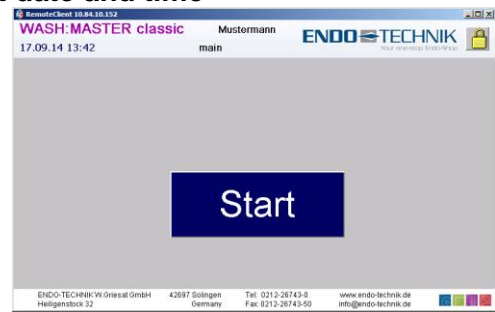 date and time
RemoteClient 10.84.10.152
WASH:MASTER classic
Mustermann
17.09.14 13:42
main
ENDO TECHNIK
Your one-stop Endo-Shop
Start
ENDO-TECHNIK W.Griesat GmbH 42697 Solingen Tel: 0212-26743-0 www.endo-technik.de
Heiligenstock 32 Germany Fax: 0212-26743-50 info@endo-technik.de